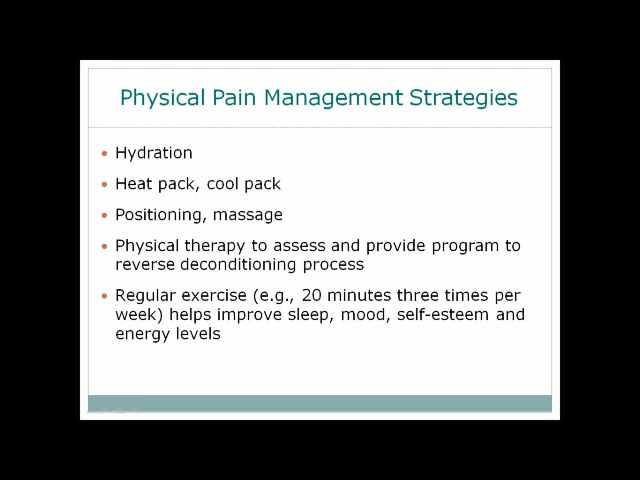 Physical Pain Management Strategies
• Hydration
• Heat pack, cool pack
• Positioning, massage
• Physical therapy to assess and provide program to
reverse deconditioning process
• Regular exercise (e.g., 20 minutes three times per
week) helps improve sleep, mood, self-esteem and
energy levels